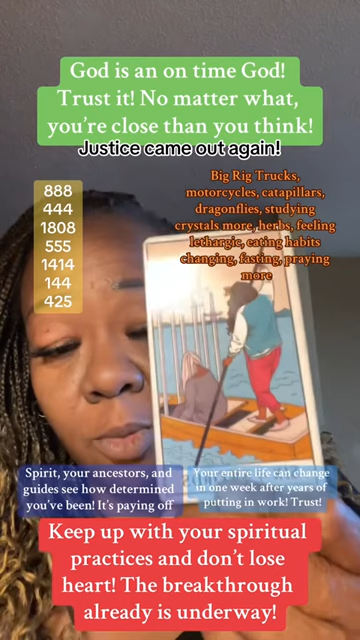 God is an on time God!
Trust it! No matter what,
you're close than you think!
Justice came out again!
888
444
1808
555
1414
144
425
Big Rig Trucks,
motorcycles, catapillars,
dragonflies, studying
crystals more, herbs, feeling
lethargic, eating habits
changing, fasting, praying
more
Spirit, your ancestors, and
guides see how determined
you've been! It's paying off
Your entire life can change
in one week after years of
putting in work! Trust!
Keep up with your spiritual
practices and don't lose
heart! The breakthrough
already is underway!